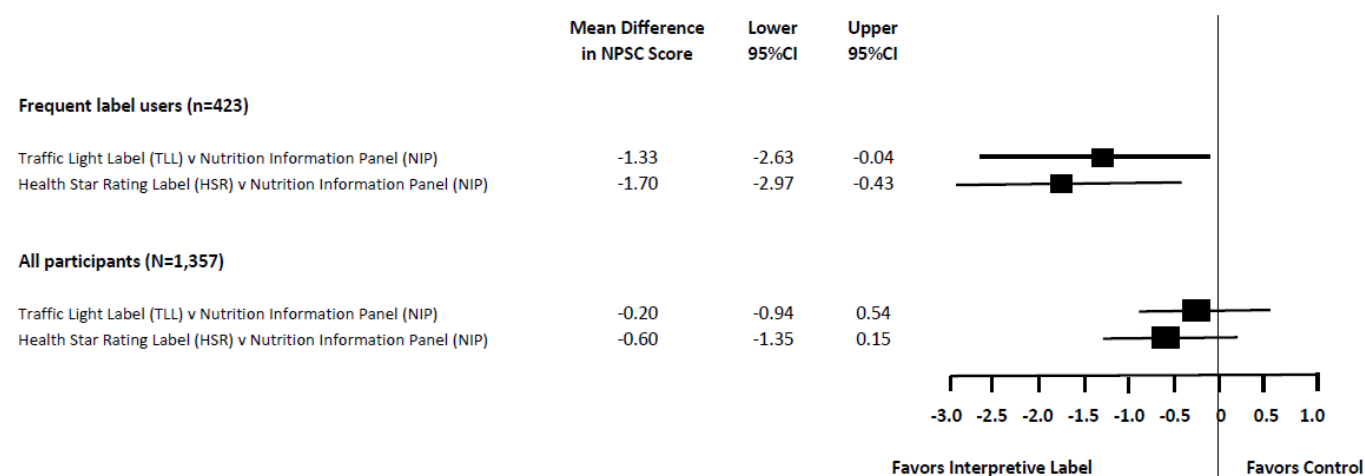 Mean Difference Lower Upper
in NPSC Score 95%CI 95%CI
Frequent label users (n=423)
Traffic Light Label (TLL) v Nutrition Information Panel (NIP) -1.33 -2.63 -0.04
Health Star Rating Label (HSR) v Nutrition Information Panel (NIP) -1.70 -2.97 -0.43
All participants (N=1,357)
Traffic Light Label (TLL) v Nutrition Information Panel (NIP) -0.20 -0.94 0.54
Health Star Rating Label (HSR) v Nutrition Information Panel (NIP) -0.60 -1.35 0.15
-3.0 -2.5 -2.0 -1.5 -1.0 -0.5 0 0.5 1.0
Favors Interpretive Label Favors Control